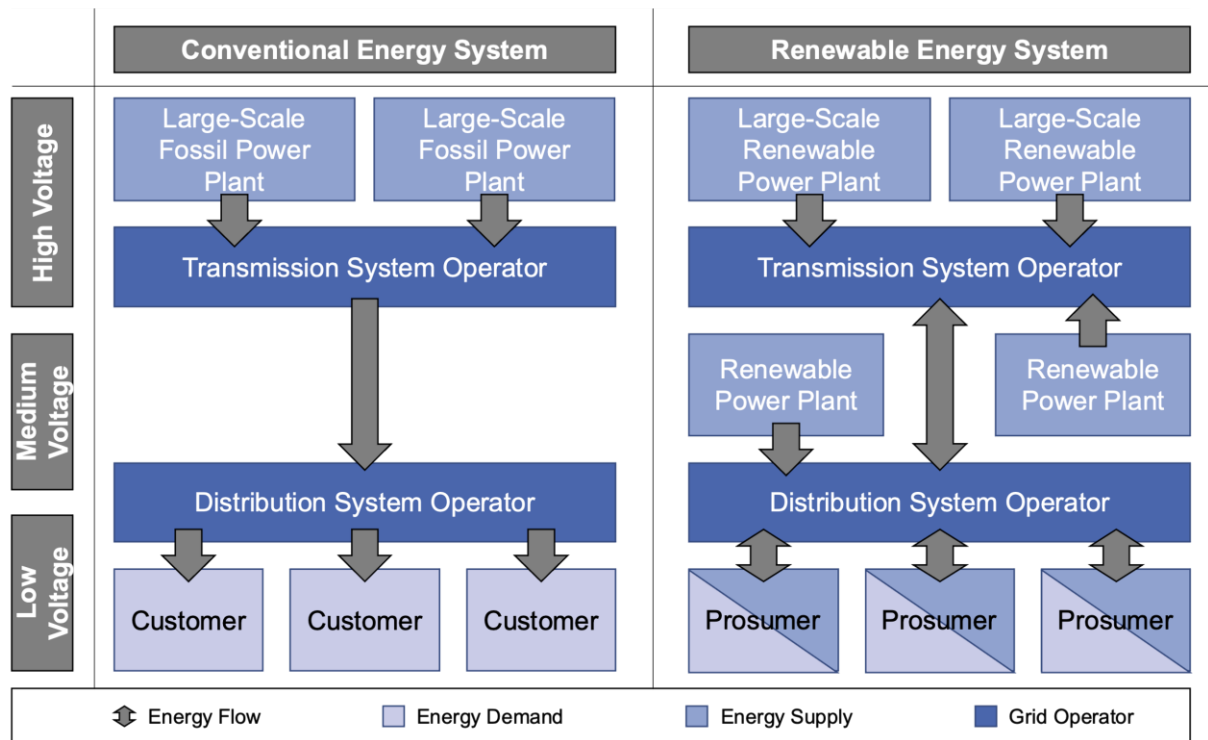 Conventional Energy System
Renewable Energy System
High Voltage
Large-Scale
Fossil Power
Plant
Large-Scale
Fossil Power
Plant
Large-Scale
Renewable
Power Plant
Large-Scale
Renewable
Power Plant
Transmission System Operator
Transmission System Operator
Medium
Voltage
Renewable
Power Plant
Renewable
Power Plant
Distribution System Operator
Distribution System Operator
Low
Voltage
Customer
Customer
Customer
Prosumer
Prosumer
Prosumer
Energy Flow
Energy Demand
Energy Supply
Grid Operator